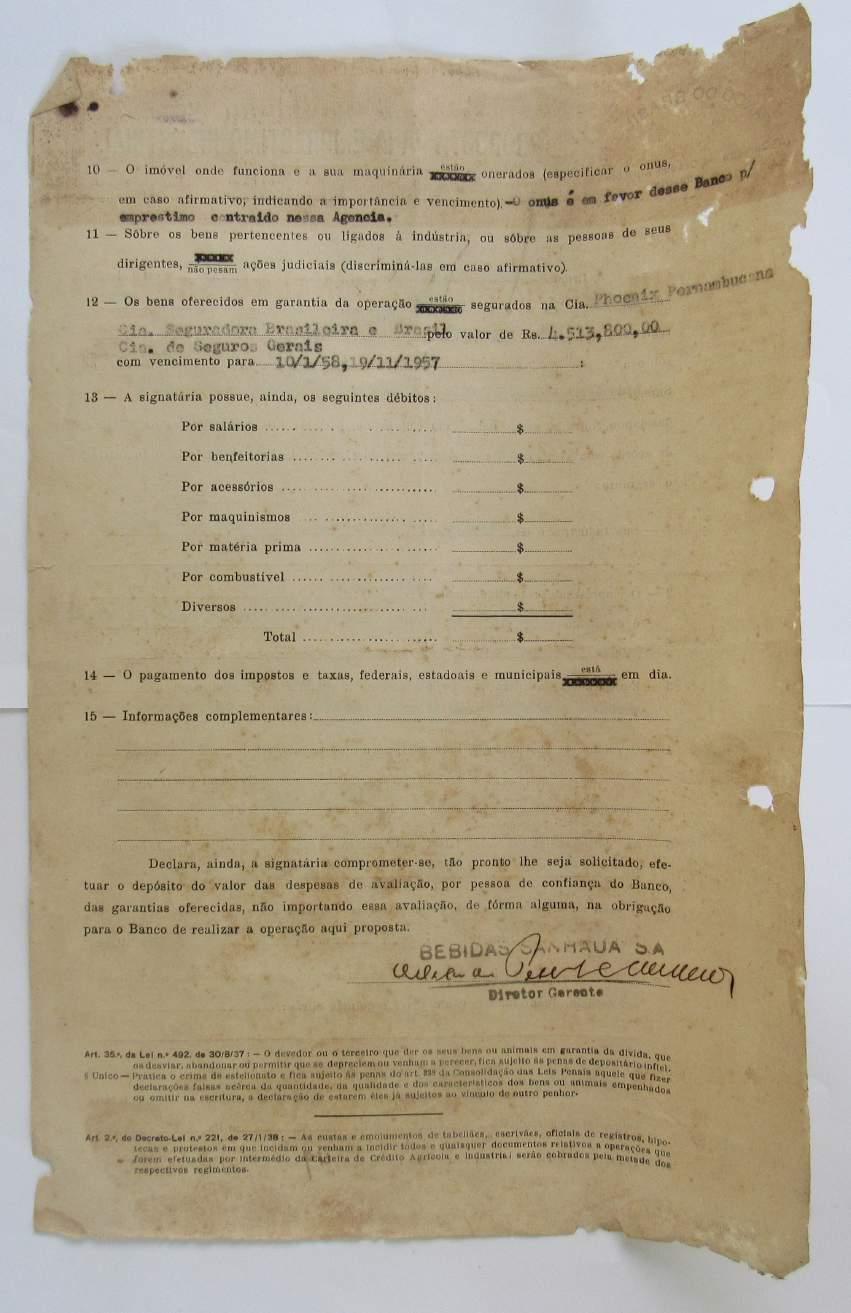 10 — O imóvel onde funciona e a sua maquinária estão xxxxxx onerados (especificar o onus,
em caso afirmativo, indicando a importância e vencimento).-O onus é em fevor desse Banco p/
emprestimo contraido nessa Agencia.
11 — Sôbre os bens pertencentes ou ligados á indústria, ou sôbre as pessoas de seus
dirigentes, xxxxx não pesam ações judiciais (discriminá-las em caso afirmativo).
12 — Os bens oferecidos em garantia da operação estão xxxxxxx segurados na Cia. Phoenix Pernambucana
Cia. Seguradora Brasileira e Brasil pelo valor de Rs. 4.513,800,00
Cia. de Seguros Gerais
com vencimento para 10/1/58, 19/11/1957 ;
13 — A signatária possue, ainda, os seguintes débitos:
Por salários $
Por benfeitorias $
Por acessórios $
Por maquinismos $
Por matéria prima $
Por combustível $
Diversos $
Total $
14 — O pagamento dos impostos e taxas, federais, estadoais e municipais está xxxxxxx em dia.
15 — Informações complementares:
Declara, ainda, a signatária comprometer-se, tão pronto lhe seja solicitado, efe-
tuar o depósito do valor das despesas de avaliação, por pessoa de confiança do Banco,
das garantias oferecidas, não importando essa avaliação, de fórma alguma, na obrigação
para o Banco de realizar a operação aqui proposta.
BEBIDAS SANHAUA S.A
Diretor Gerente
Art. 35.º, da Lei n.º 492, de 30/8/37: — O devedor ou o terceiro que der os seus bens ou animais em garantia da dívida, que
os desviar, abandonar ou permitir que se depreciem ou venham a perecer, fica sujeito ás penas de depositário infiel.
§ Unico — Pratica o crime de estelionato e fica sujeito ás penas do art. 338 da Consolidação das Leis Penais aquele que fizer
declarações falsas acêrca da quantidade, da qualidade e dos característicos dos bens ou animais empenhados
ou omitir na escritura, a declaração de estarem êles já sujeitos ao vínculo de outro penhor.
Art. 2.º, do Decreto-Lei n.º 221, de 27/1/38: — As custas e emolumentos de tabeliães, escrivães, oficiais de registros, hipo-
tecas e protestos em que incidam ou venham a incidir todos e quaisquer documentos relativos a operações que
forem efetuadas por intermédio da Carteira de Crédito Agrícola e Industrial serão cobrados pela metade dos
respectivos regimentos.